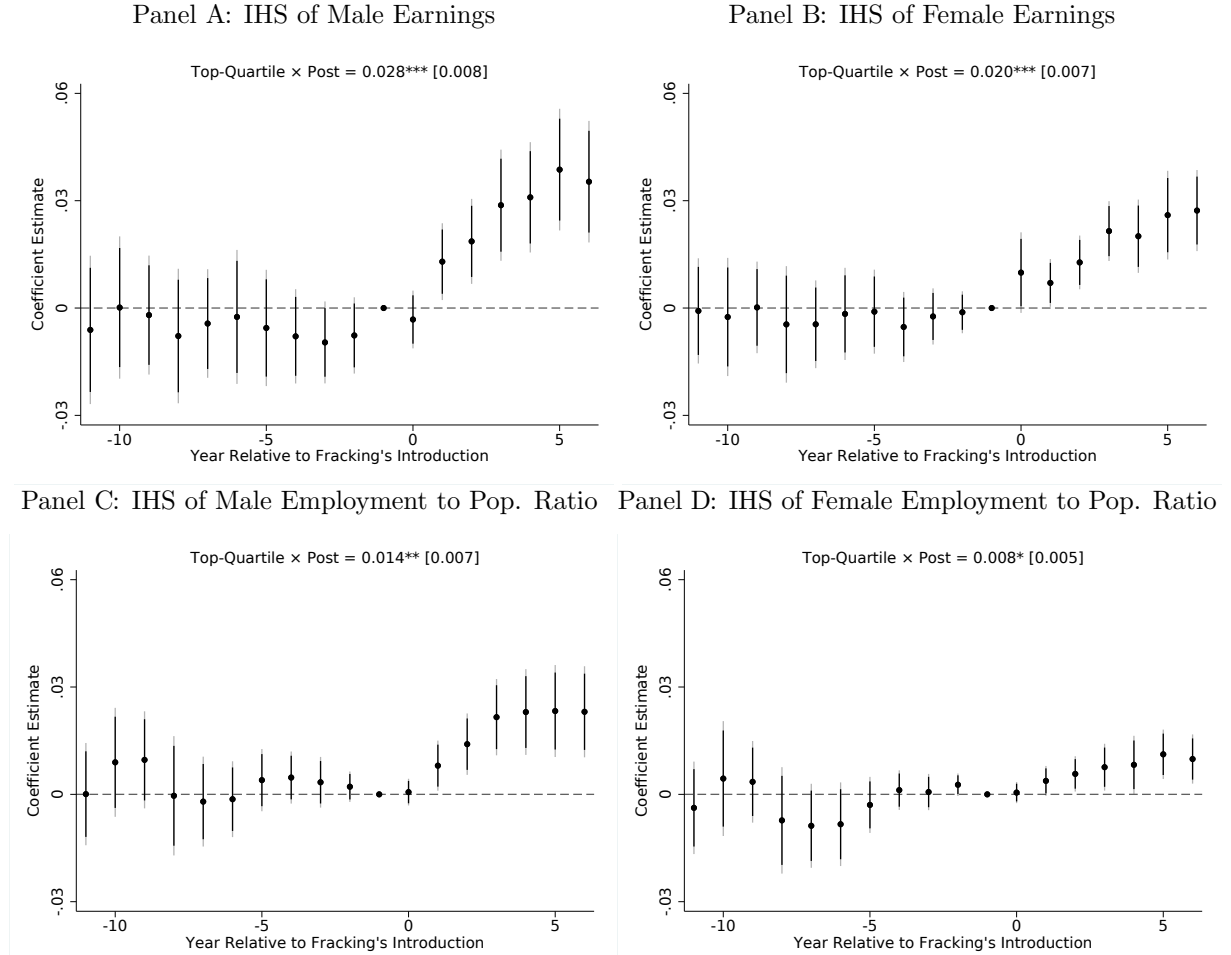 Panel A: IHS of Male Earnings
Top-Quartile × Post = 0.028*** [0.008]
Coefficient Estimate
.06
.03
0
-.03
-10
-5
0
5
Year Relative to Fracking's Introduction
Panel B: IHS of Female Earnings
Top-Quartile × Post = 0.020*** [0.007]
Coefficient Estimate
.06
.03
0
-.03
-10
-5
0
5
Year Relative to Fracking's Introduction
Panel C: IHS of Male Employment to Pop. Ratio
Top-Quartile × Post = 0.014** [0.007]
Coefficient Estimate
.06
.03
0
-.03
-10
-5
0
5
Year Relative to Fracking's Introduction
Panel D: IHS of Female Employment to Pop. Ratio
Top-Quartile × Post = 0.008* [0.005]
Coefficient Estimate
.06
.03
0
-.03
-10
-5
0
5
Year Relative to Fracking's Introduction